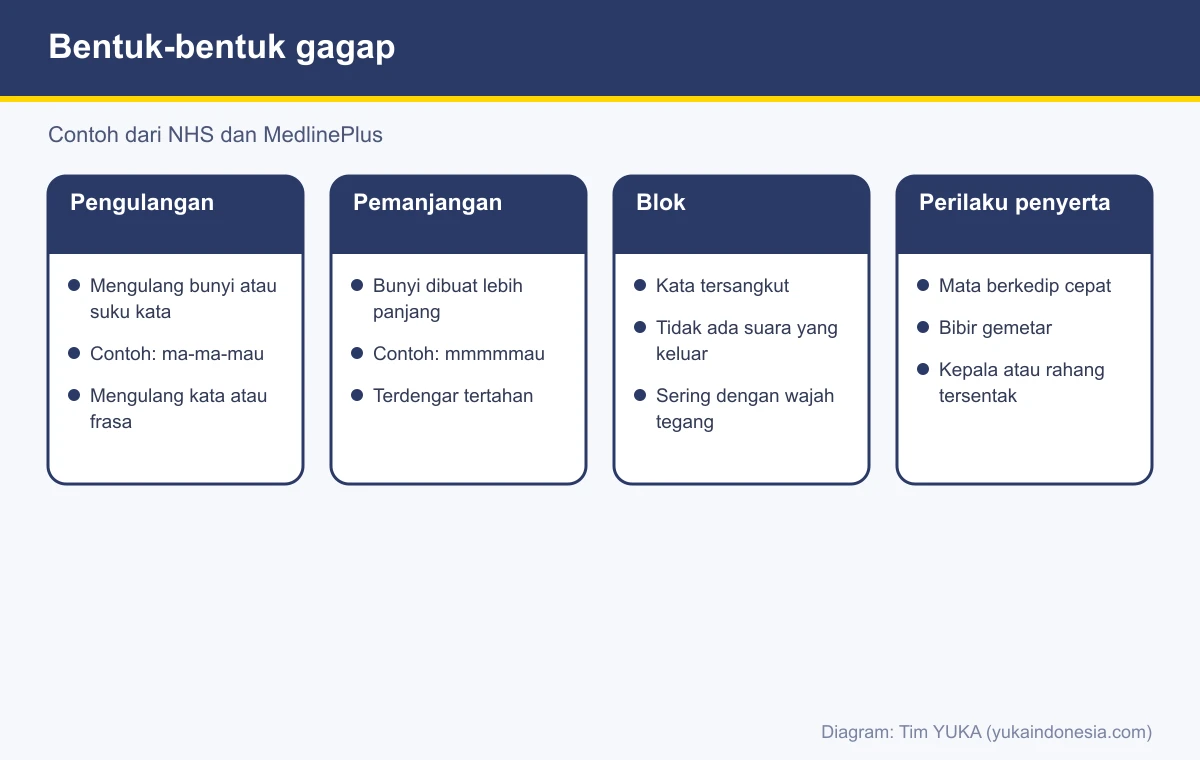 Bentuk-bentuk gagap
Contoh dari NHS dan MedlinePlus
Pengulangan
Mengulang bunyi atau
suku kata
Contoh: ma-ma-mau
Mengulang kata atau
frasa
Pemanjangan
Bunyi dibuat lebih
panjang
Contoh: mmmmmau
Terdengar tertahan
Blok
Kata tersangkut
Tidak ada suara yang
keluar
Sering dengan wajah
tegang
Perilaku penyerta
Mata berkedip cepat
Bibir gemetar
Kepala atau rahang
tersentak
Diagram: Tim YUKA (yukaindonesia.com)